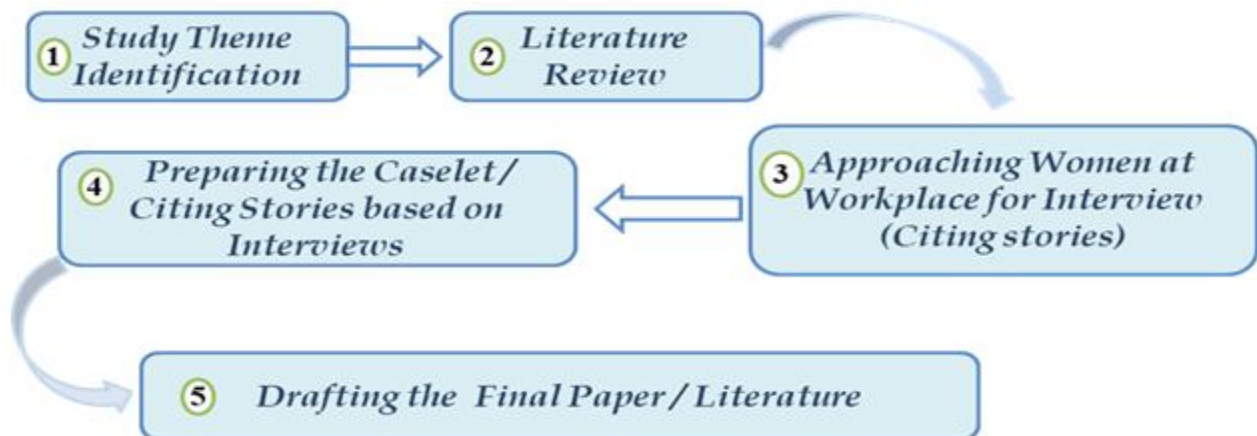 1 Study Theme
Identification
2 Literature
Review
3 Approaching Women at
Workplace for Interview
(Citing stories)
4 Preparing the Caselet /
Citing Stories based on
Interviews
5 Drafting the Final Paper / Literature